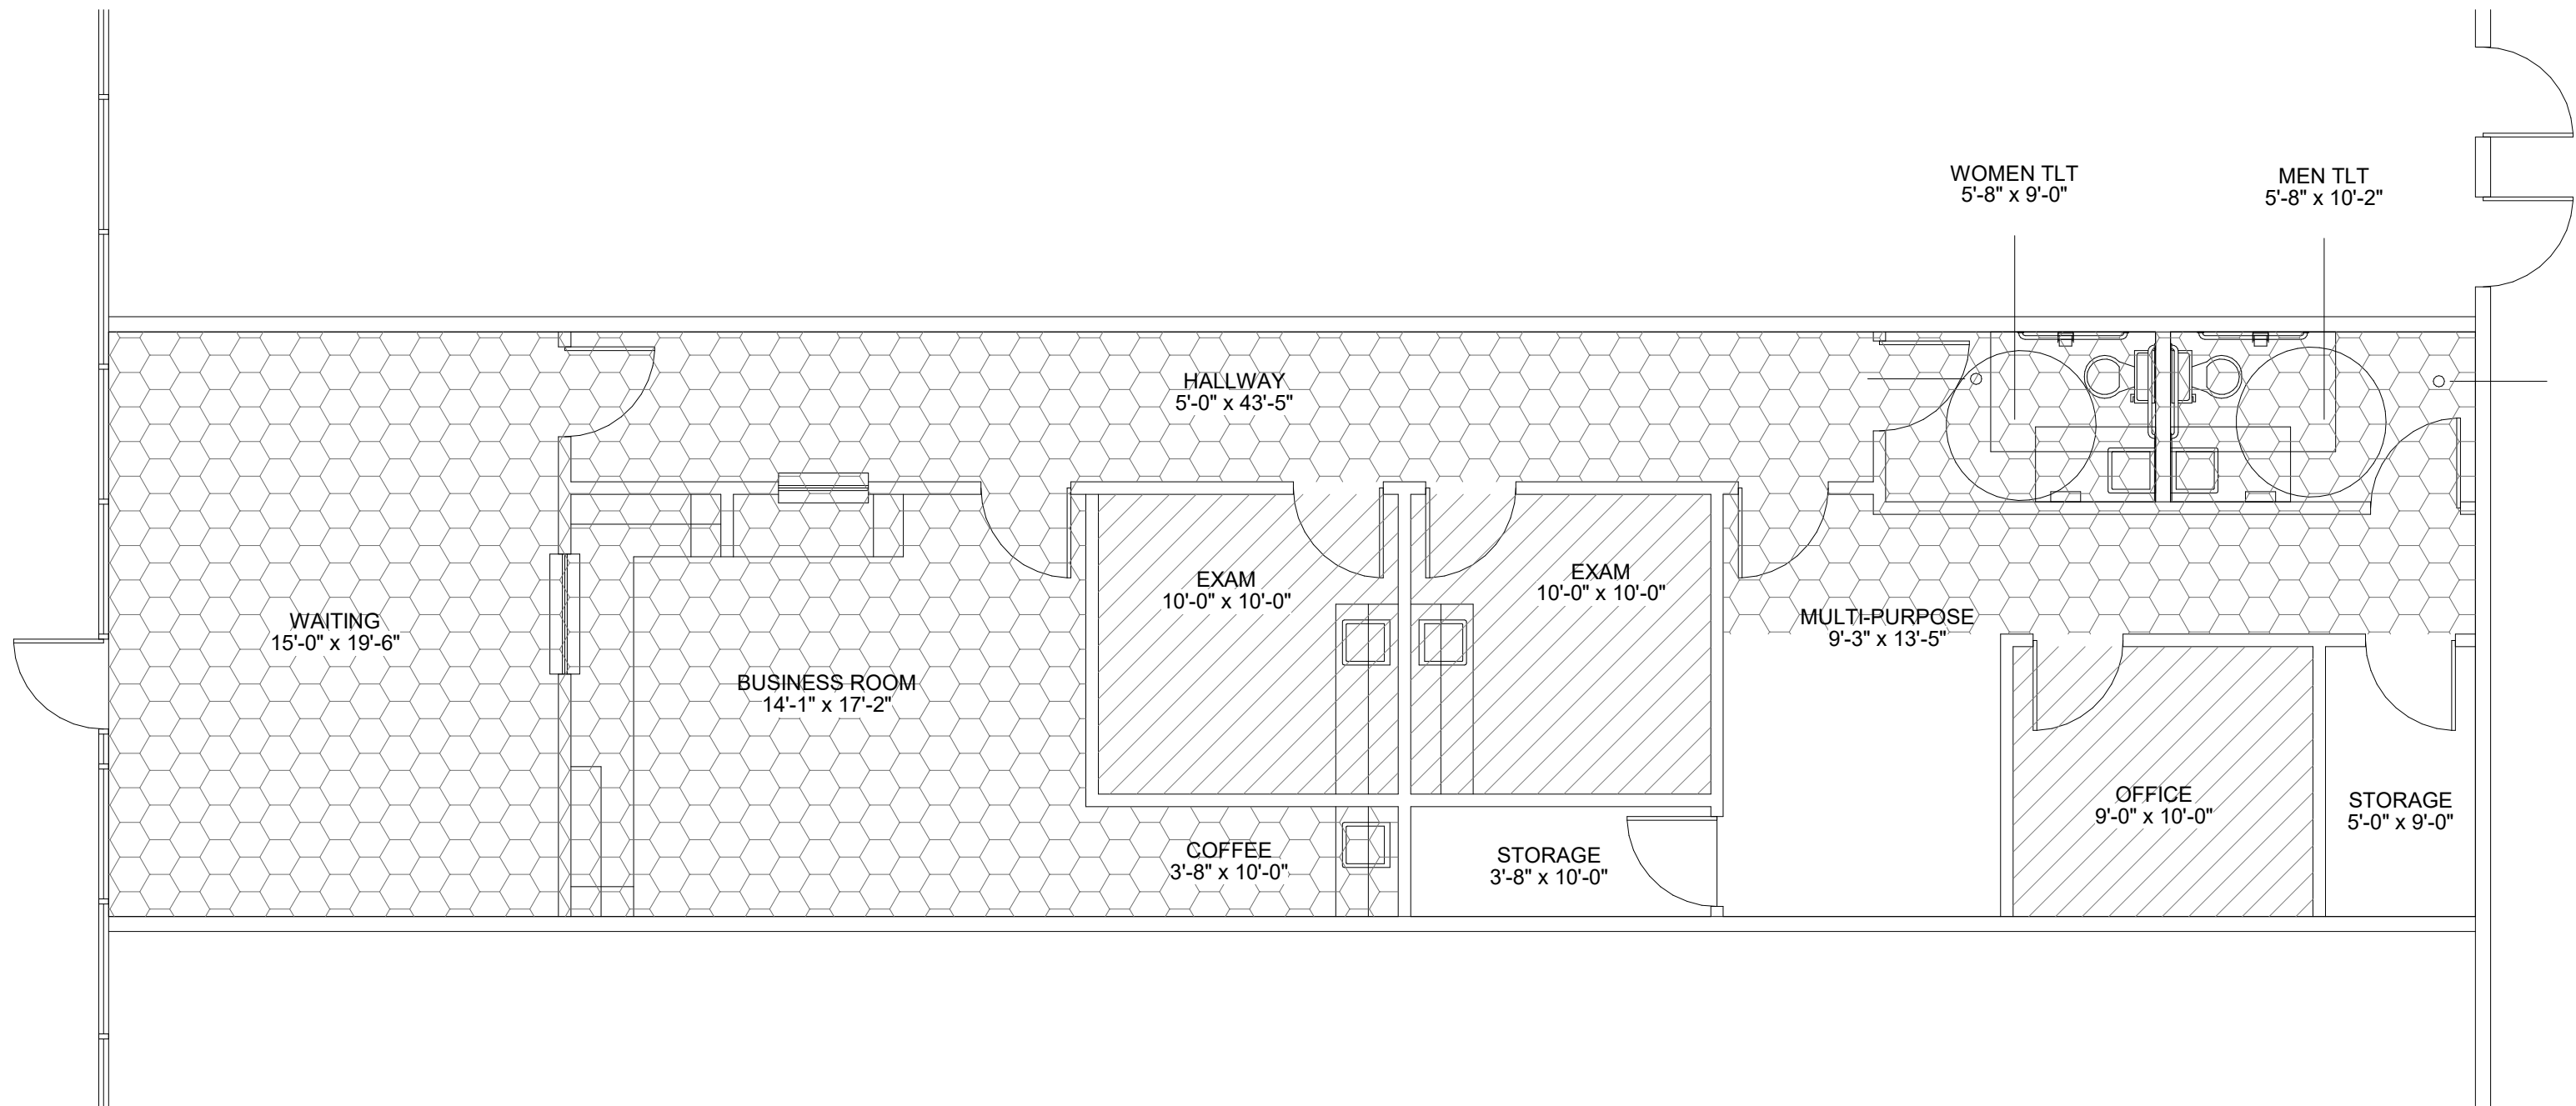 WOMEN TLT
5'-8" x 9'-0"
MEN TLT
5'-8" x 10'-2"
HALLWAY
5'-0" x 43'-5"
WAITING
15'-0" x 19'-6"
BUSINESS ROOM
14'-1" x 17'-2"
EXAM
10'-0" x 10'-0"
EXAM
10'-0" x 10'-0"
MULTI-PURPOSE
9'-3" x 13'-5"
COFFEE
3'-8" x 10'-0"
STORAGE
3'-8" x 10'-0"
OFFICE
9'-0" x 10'-0"
STORAGE
5'-0" x 9'-0"